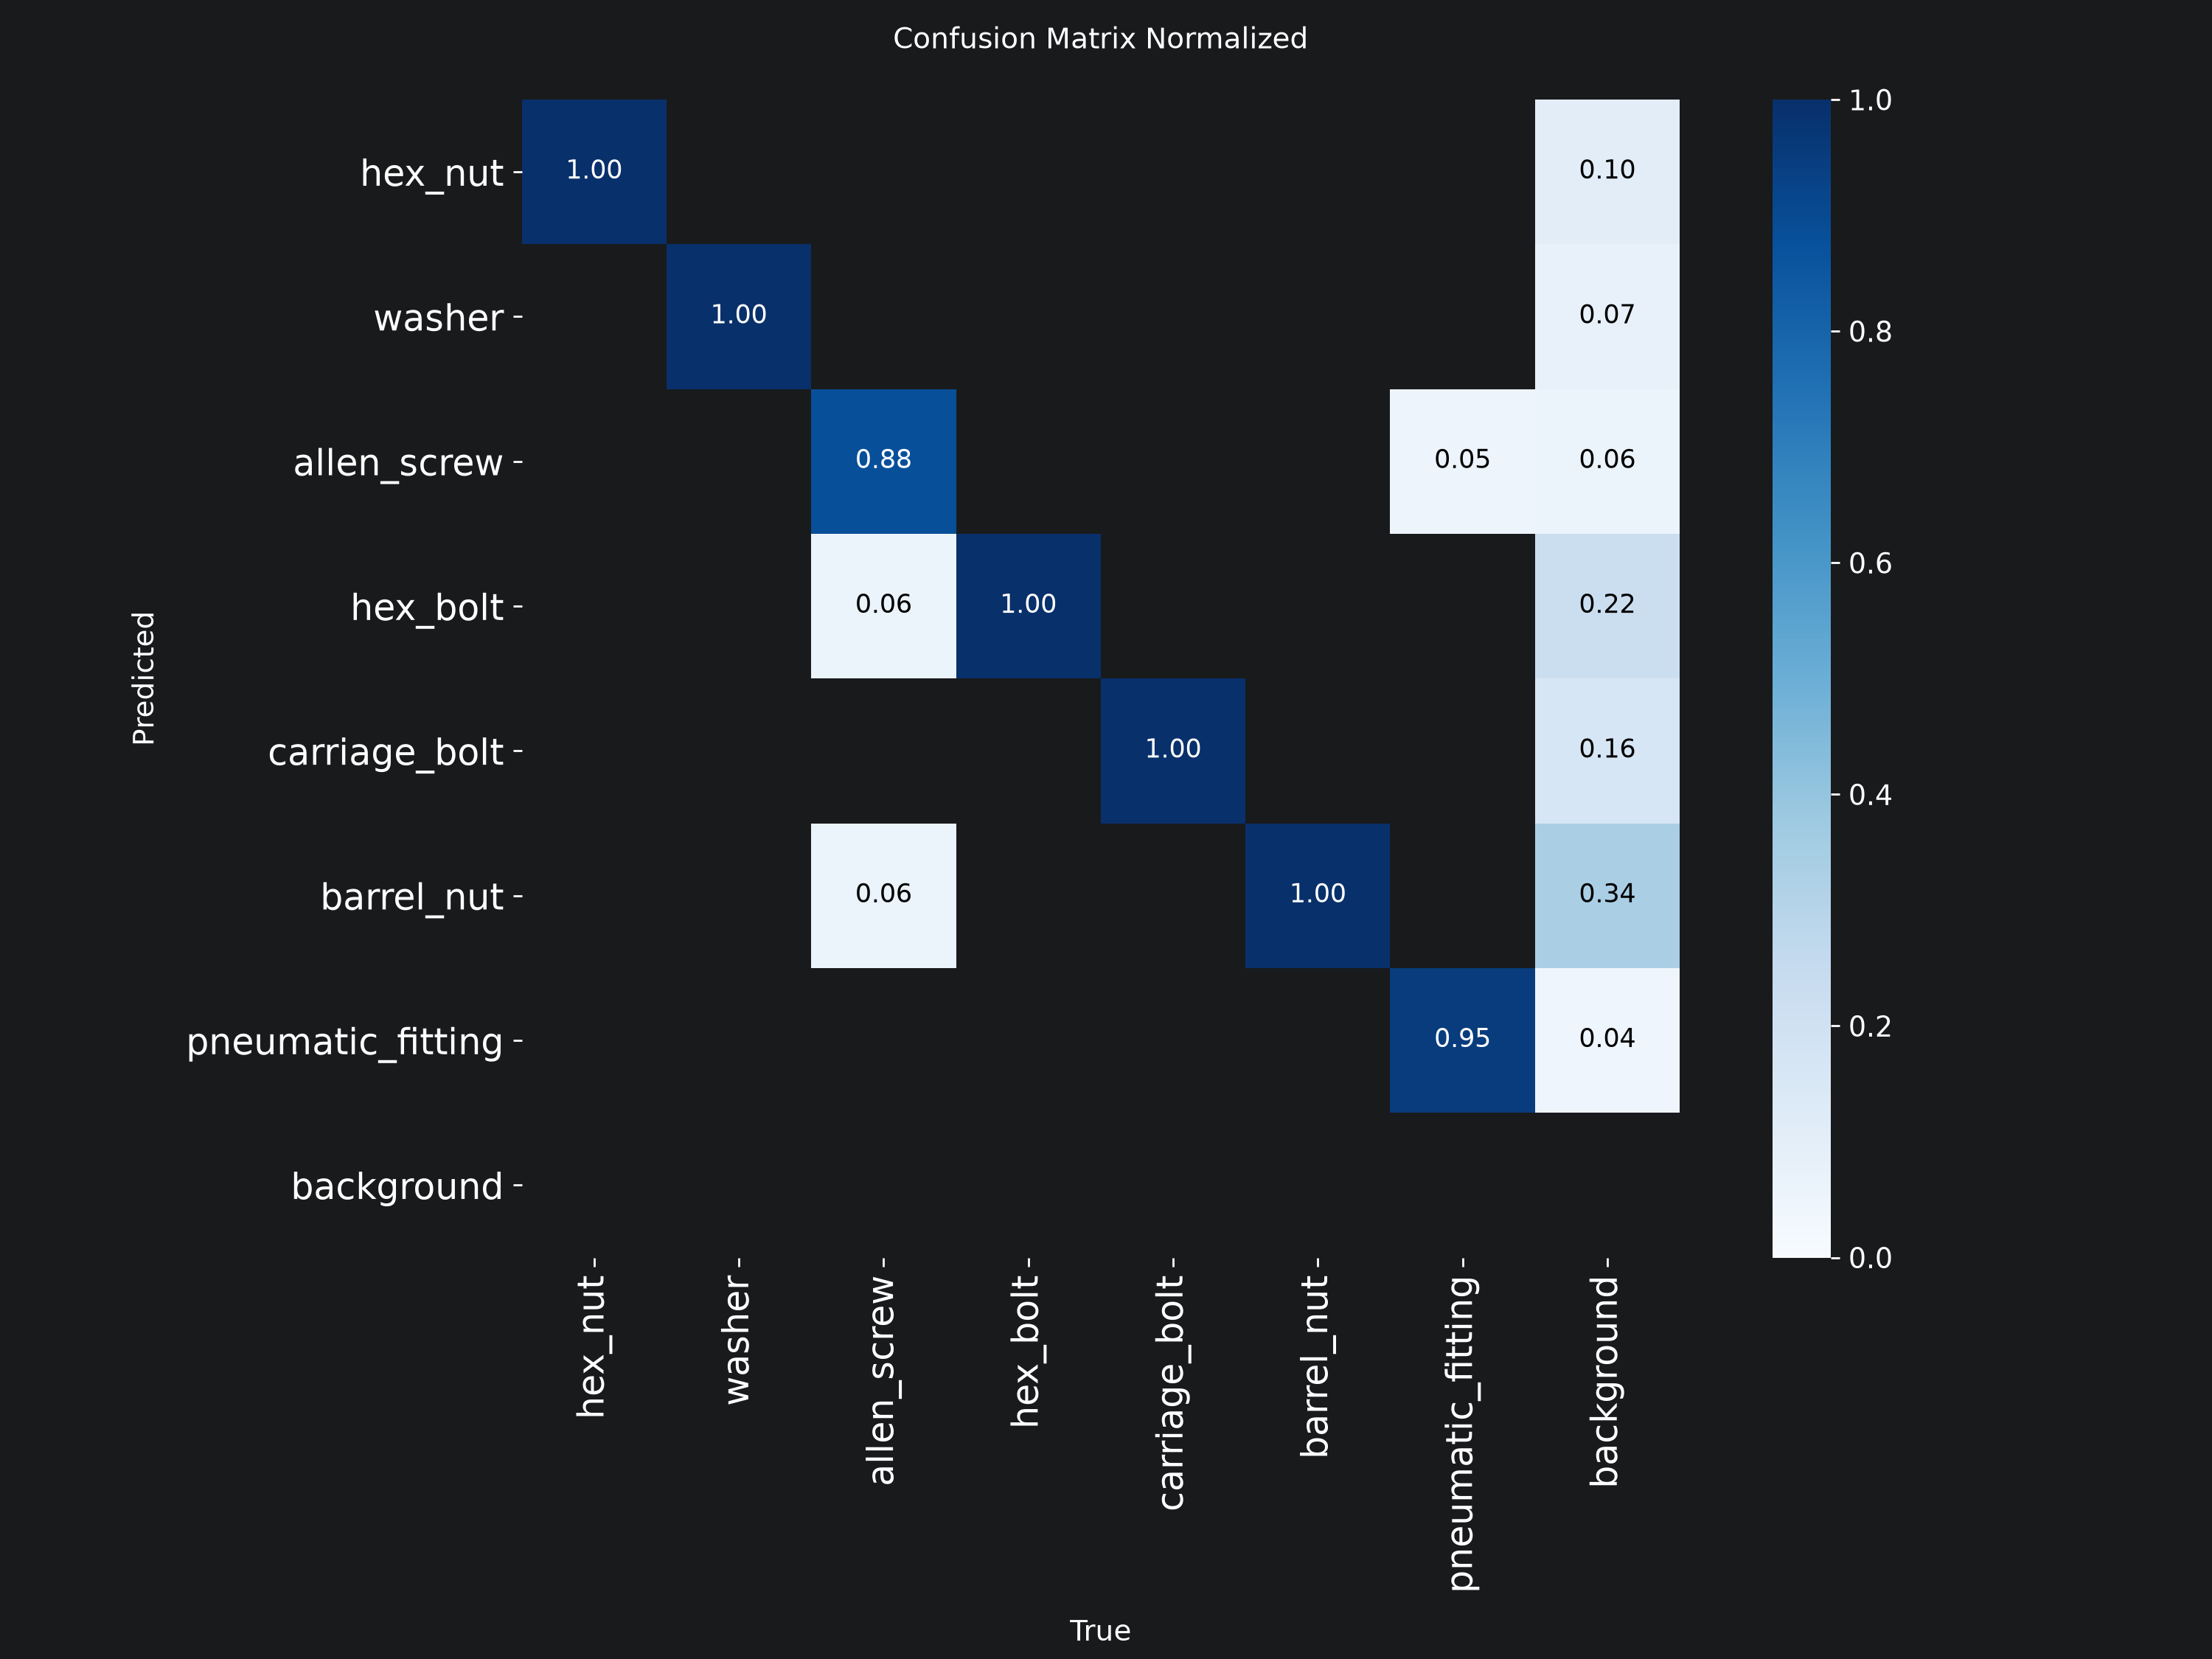 Confusion Matrix Normalized
hex_nut 1.00 0.10
washer 1.00 0.07
allen_screw 0.88 0.05 0.06
hex_bolt 0.06 1.00 0.22
carriage_bolt 1.00 0.16
barrel_nut 0.06 1.00 0.34
pneumatic_fitting 0.95 0.04
background
Predicted
hex_nut washer allen_screw hex_bolt carriage_bolt barrel_nut pneumatic_fitting background
True
1.0
0.8
0.6
0.4
0.2
0.0